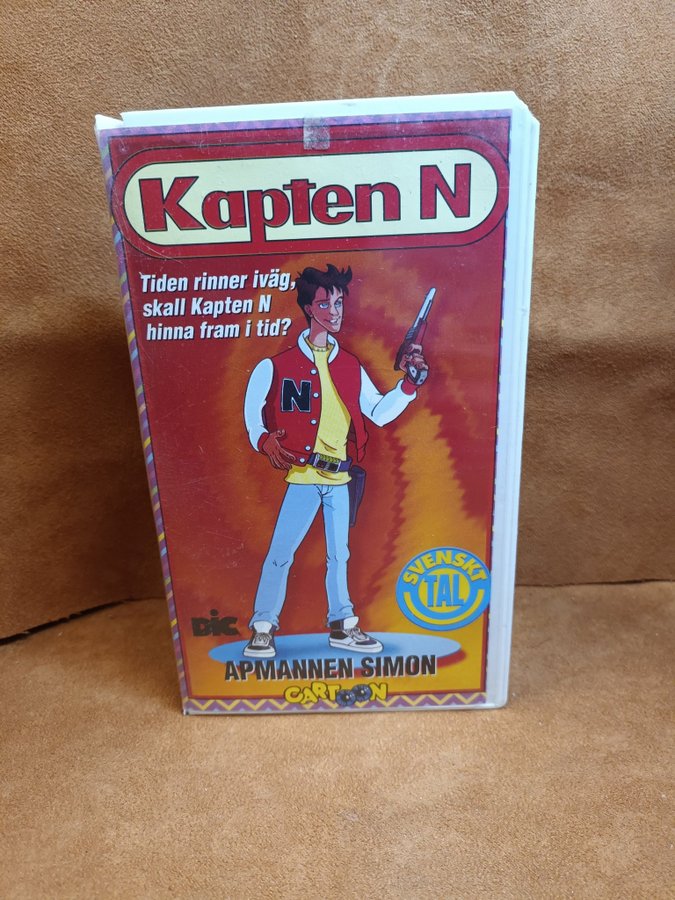 Kapten N
Tiden rinner iväg,
skall Kapten N
hinna fram i tid?
N
SVENSKT
TAL
DiC
APMANNEN SIMON
CARTOON